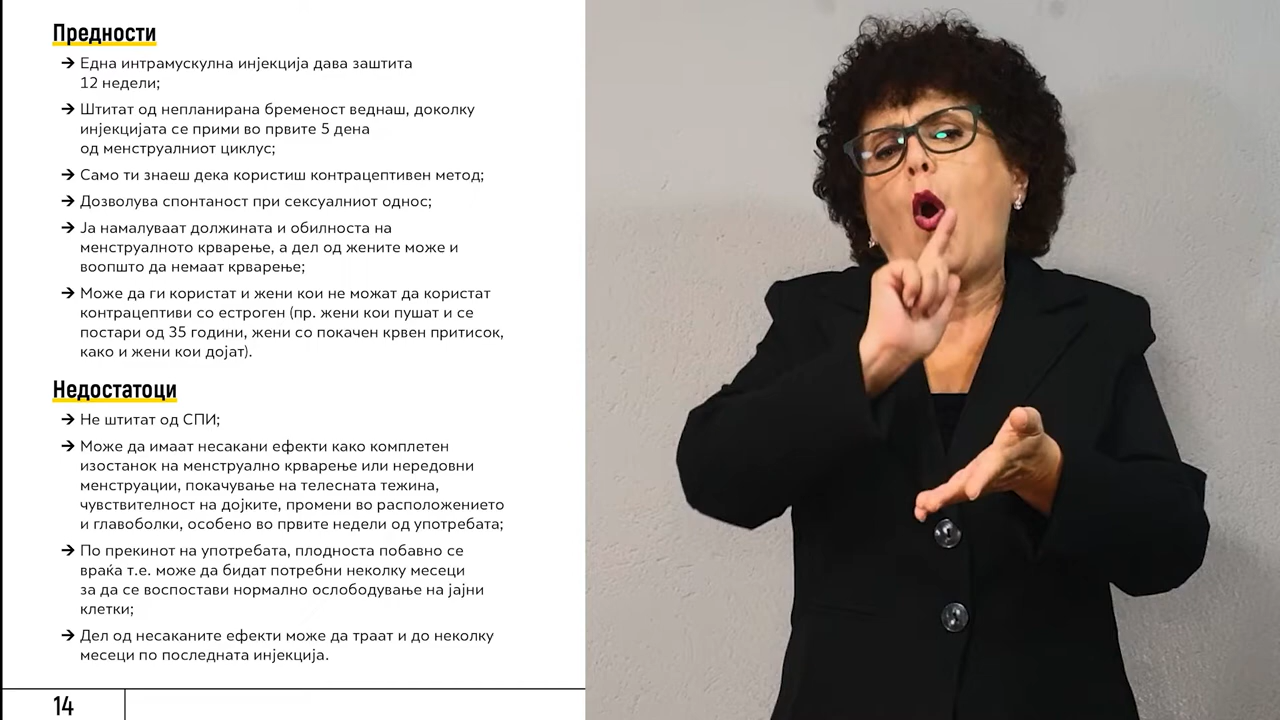 Предности
→ Една интрамускулна инјекција дава заштита
12 недели;
→ Штитат од непланирана бременост веднаш, доколку
инјекцијата се прими во првите 5 дена
од менструалниот циклус;
→ Само ти знаеш дека користиш контрацептивен метод;
→ Дозволува спонтаност при сексуалниот однос;
→ Ја намалуваат должината и обилноста на
менструалното крварење, а дел од жените може и
воопшто да немаат крварење;
→ Може да ги користат и жени кои не можат да користат
контрацептиви со естроген (пр. жени кои пушат и се
постари од 35 години, жени со покачен крвен притисок,
како и жени кои дојат).
Недостатоци
→ Не штитат од СПИ;
→ Може да имаат несакани ефекти како комплетен
изостанок на менструално крварење или нередовни
менструации, покачување на телесната тежина,
чувствителност на дојките, промени во расположението
и главоболки, особено во првите недели од употребата;
→ По прекинот на употребата, плодноста побавно се
враќа т.е. може да бидат потребни неколку месеци
за да се воспостави нормално ослободување на јајни
клетки;
→ Дел од несаканите ефекти може да траат и до неколку
месеци по последната инјекција.
14